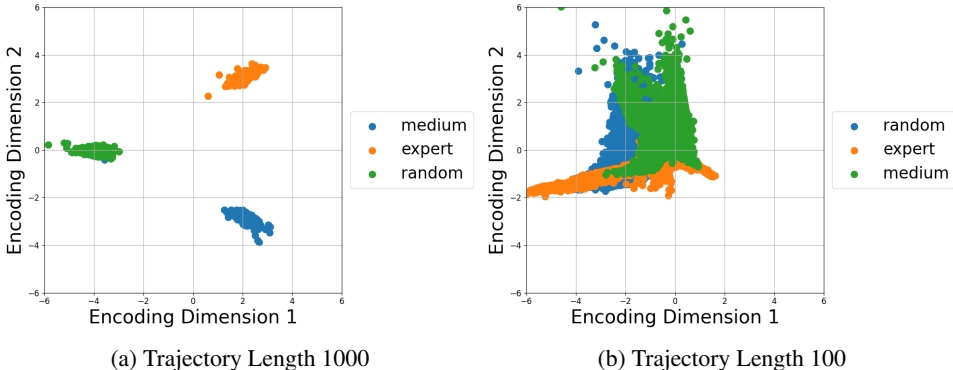 6
4
2
0
−2
−4
−6
−6
−4
−2
0
2
4
6
Encoding Dimension 2
Encoding Dimension 1
medium
expert
random
(a) Trajectory Length 1000
6
4
2
0
−2
−4
−6
−6
−4
−2
0
2
4
6
Encoding Dimension 2
Encoding Dimension 1
random
expert
medium
(b) Trajectory Length 100